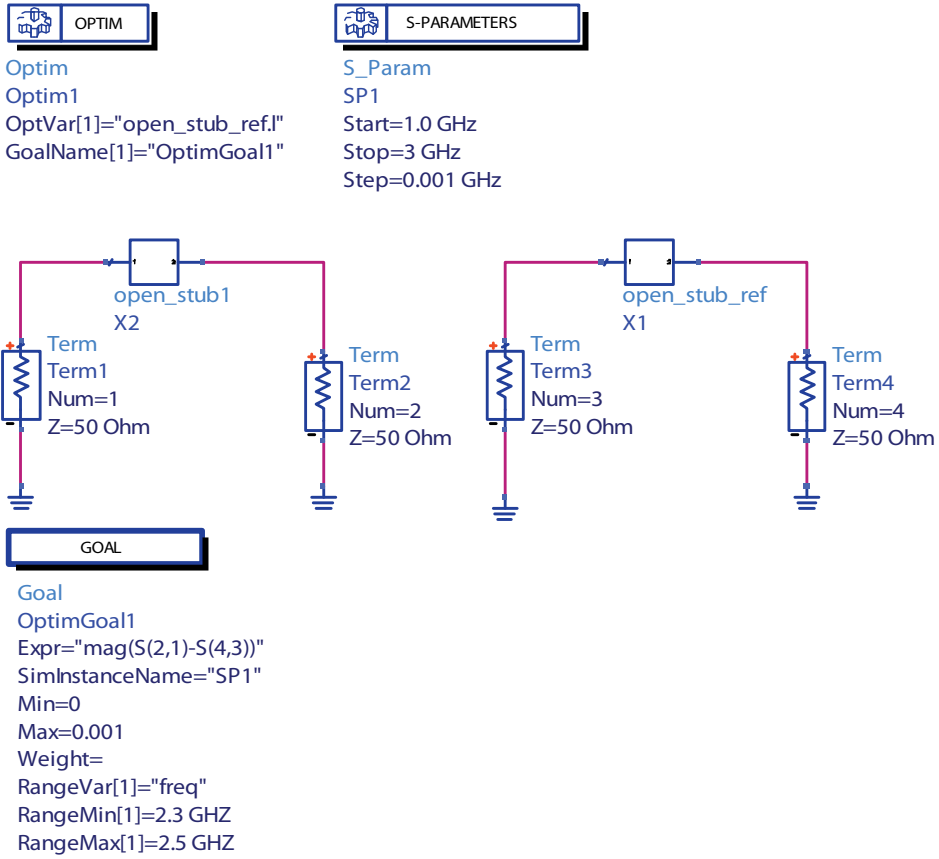 OPTIM
Optim
Optim1
OptVar[1]="open_stub_ref.l"
GoalName[1]="OptimGoal1"
S-PARAMETERS
S_Param
SP1
Start=1.0 GHz
Stop=3 GHz
Step=0.001 GHz
1 2
open_stub1
X2
Term
Term1
Num=1
Z=50 Ohm
Term
Term2
Num=2
Z=50 Ohm
1 2
open_stub_ref
X1
Term
Term3
Num=3
Z=50 Ohm
Term
Term4
Num=4
Z=50 Ohm
GOAL
Goal
OptimGoal1
Expr="mag(S(2,1)-S(4,3))"
SimInstanceName="SP1"
Min=0
Max=0.001
Weight=
RangeVar[1]="freq"
RangeMin[1]=2.3 GHZ
RangeMax[1]=2.5 GHZ